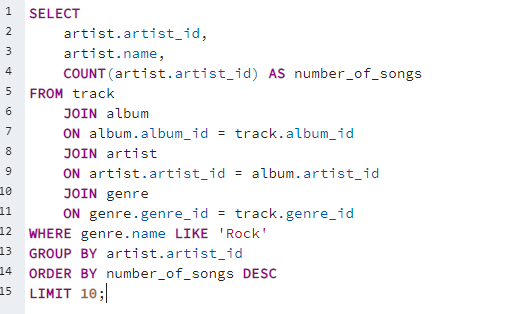 1 SELECT
2 artist.artist_id,
3 artist.name,
4 COUNT(artist.artist_id) AS number_of_songs
5 FROM track
6 JOIN album
7 ON album.album_id = track.album_id
8 JOIN artist
9 ON artist.artist_id = album.artist_id
10 JOIN genre
11 ON genre.genre_id = track.genre_id
12 WHERE genre.name LIKE 'Rock'
13 GROUP BY artist.artist_id
14 ORDER BY number_of_songs DESC
15 LIMIT 10;